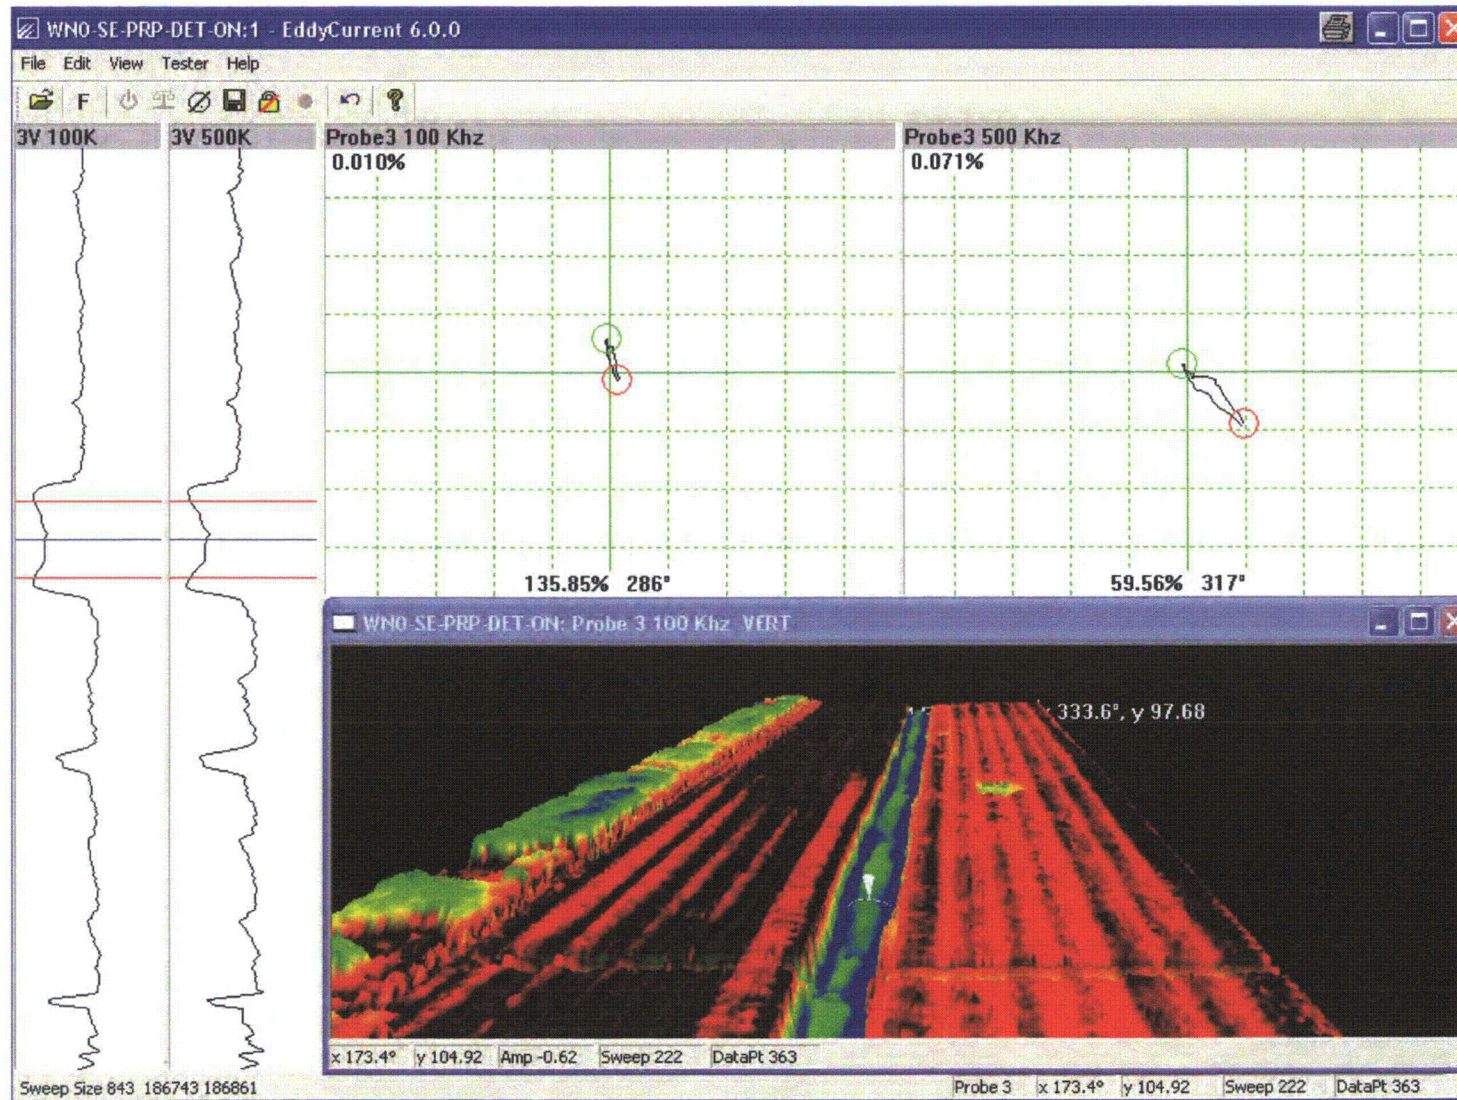 WN0-SE-PRP-DET-ON:1 - EddyCurrent 6.0.0
File Edit View Tester Help
F
3V 100K
3V 500K
Probe3 100 Khz
Probe3 500 Khz
0.010%
0.071%
135.85% 286°
59.56% 317°
WN0-SE-PRP-DET-ON: Probe 3 100 Khz VERT
333.6°, y 97.68
x 173.4° y 104.92 Amp -0.62 Sweep 222 DataPt 363
Sweep Size 843 186743 186861
Probe 3 x 173.4° y 104.92 Sweep 222 DataPt 363